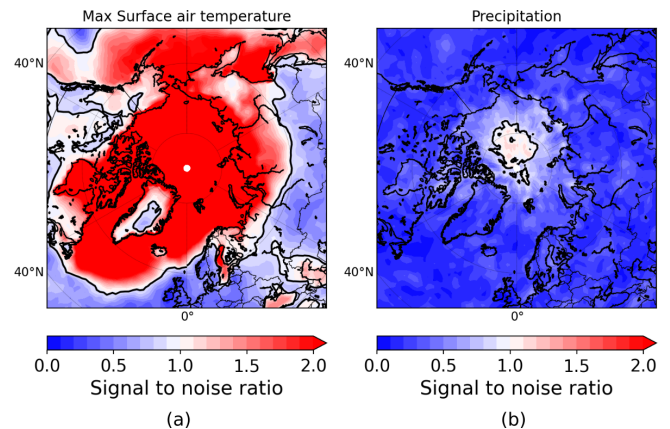 Max Surface air temperature
Precipitation
40°N
40°N
40°N
40°N
0°
0°
0.0 0.5 1.0 1.5 2.0
0.0 0.5 1.0 1.5 2.0
Signal to noise ratio
Signal to noise ratio
(a)
(b)